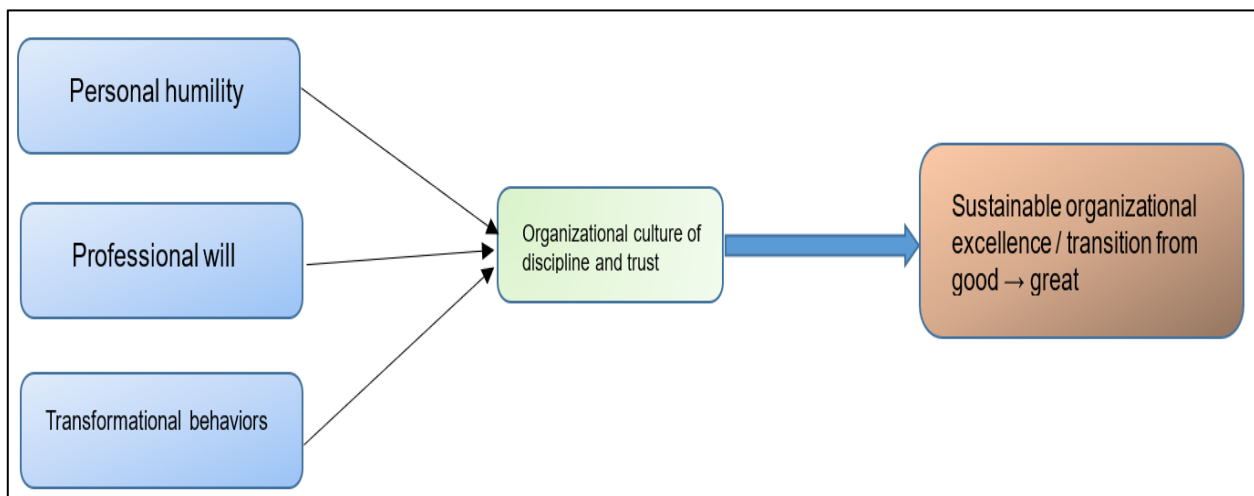 Personal humility
Professional will
Transformational behaviors
Organizational culture of
discipline and trust
Sustainable organizational
excellence / transition from
good → great